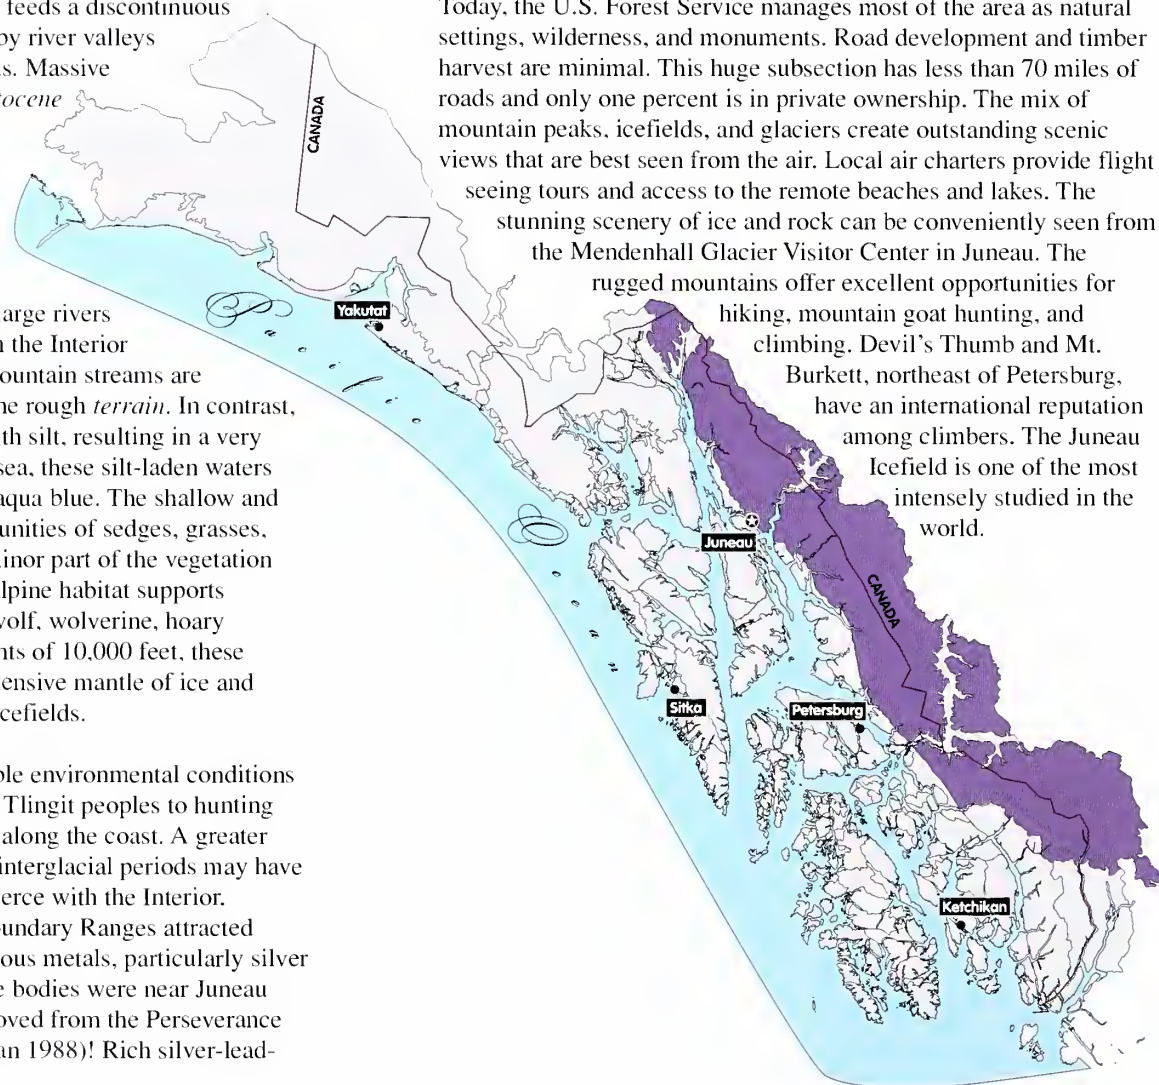 feeds a discontinuous
by river valleys
s. Massive
tocene
arge rivers
the Interior
ountain streams are
ne rough terrain. In contrast,
th silt, resulting in a very
sea, these silt-laden waters
aqua blue. The shallow and
unities of sedges, grasses,
inor part of the vegetation
lpine habitat supports
volf, wolverine, hoary
nts of 10,000 feet, these
ensive mantle of ice and
cefields.
ble environmental conditions
Tlingit peoples to hunting
along the coast. A greater
interglacial periods may have
erce with the Interior.
undary Ranges attracted
ous metals, particularly silver
e bodies were near Juneau
oved from the Perseverance
an 1988)! Rich silver-lead-
Today, the U.S. Forest Service manages most of the area as natural
settings, wilderness, and monuments. Road development and timber
harvest are minimal. This huge subsection has less than 70 miles of
roads and only one percent is in private ownership. The mix of
mountain peaks, icefields, and glaciers create outstanding scenic
views that are best seen from the air. Local air charters provide flight
seeing tours and access to the remote beaches and lakes. The
stunning scenery of ice and rock can be conveniently seen from
the Mendenhall Glacier Visitor Center in Juneau. The
rugged mountains offer excellent opportunities for
hiking, mountain goat hunting, and
climbing. Devil's Thumb and Mt.
Burkett, northeast of Petersburg,
have an international reputation
among climbers. The Juneau
Icefield is one of the most
intensely studied in the
world.
CANADA
Yakutat
Pacific
Ocean
Juneau
CANADA
Sitka
Petersburg
Ketchikan